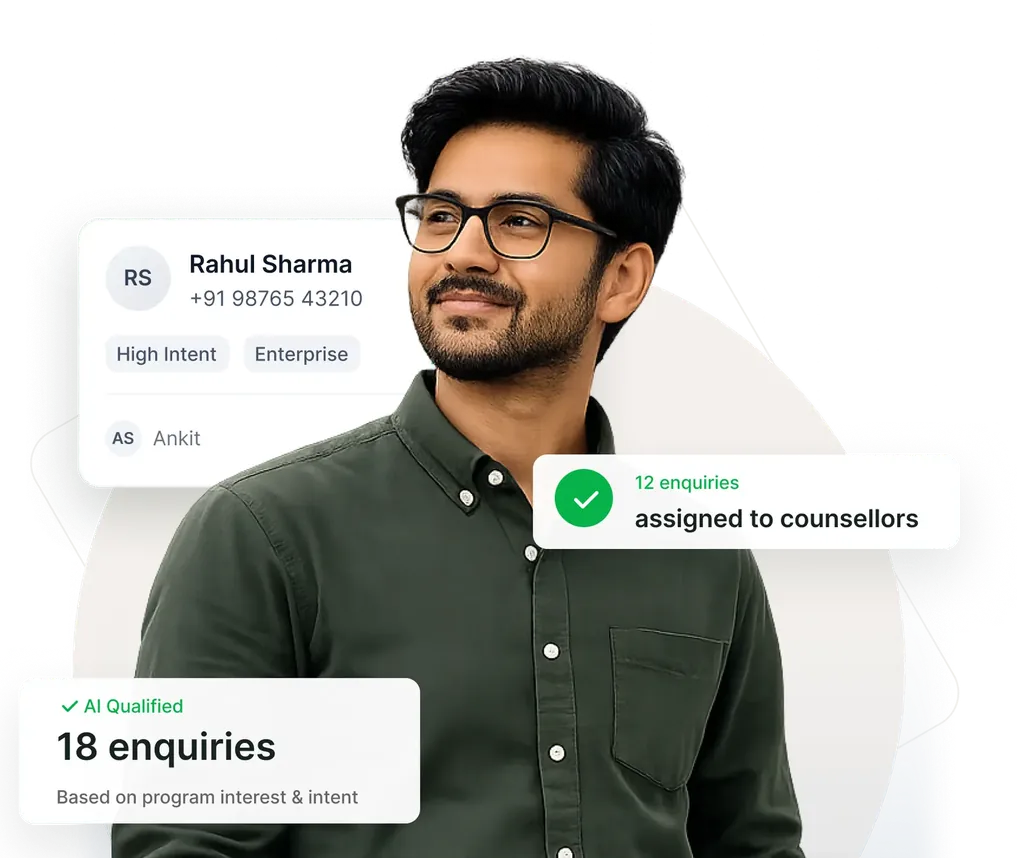 RS
Rahul Sharma
+91 98765 43210
High Intent
Enterprise
AS
Ankit
12 enquiries
assigned to counsellors
AI Qualified
18 enquiries
Based on program interest & intent